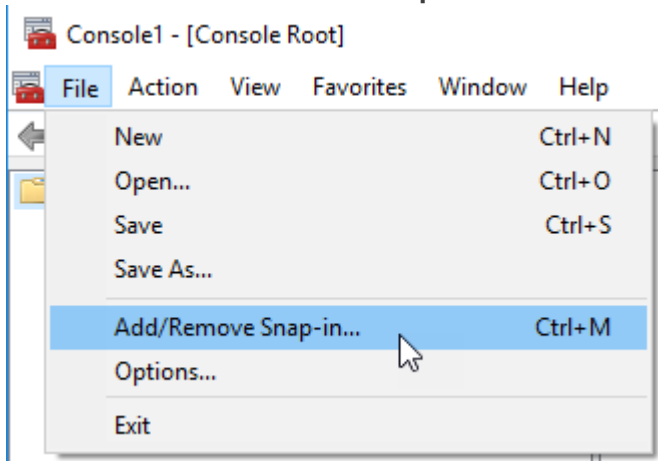 Console1 - [Console Root]
File Action View Favorites Window Help
New Ctrl+N
Open... Ctrl+O
Save Ctrl+S
Save As...
Add/Remove Snap-in... Ctrl+M
Options...
Exit